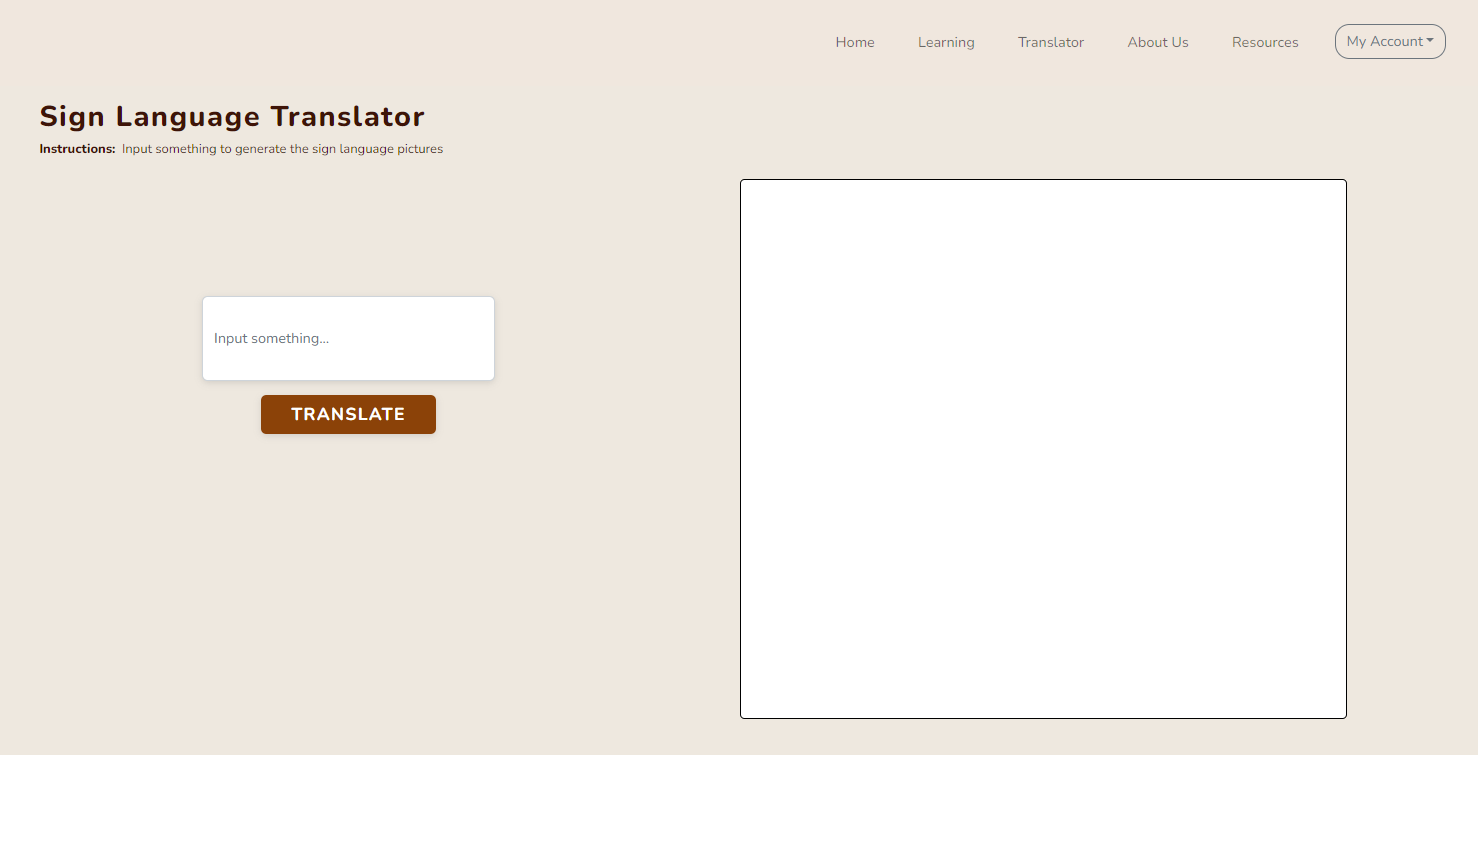 Home Learning Translator About Us Resources My Account
Sign Language Translator
Instructions: Input something to generate the sign language pictures
Input something...
TRANSLATE